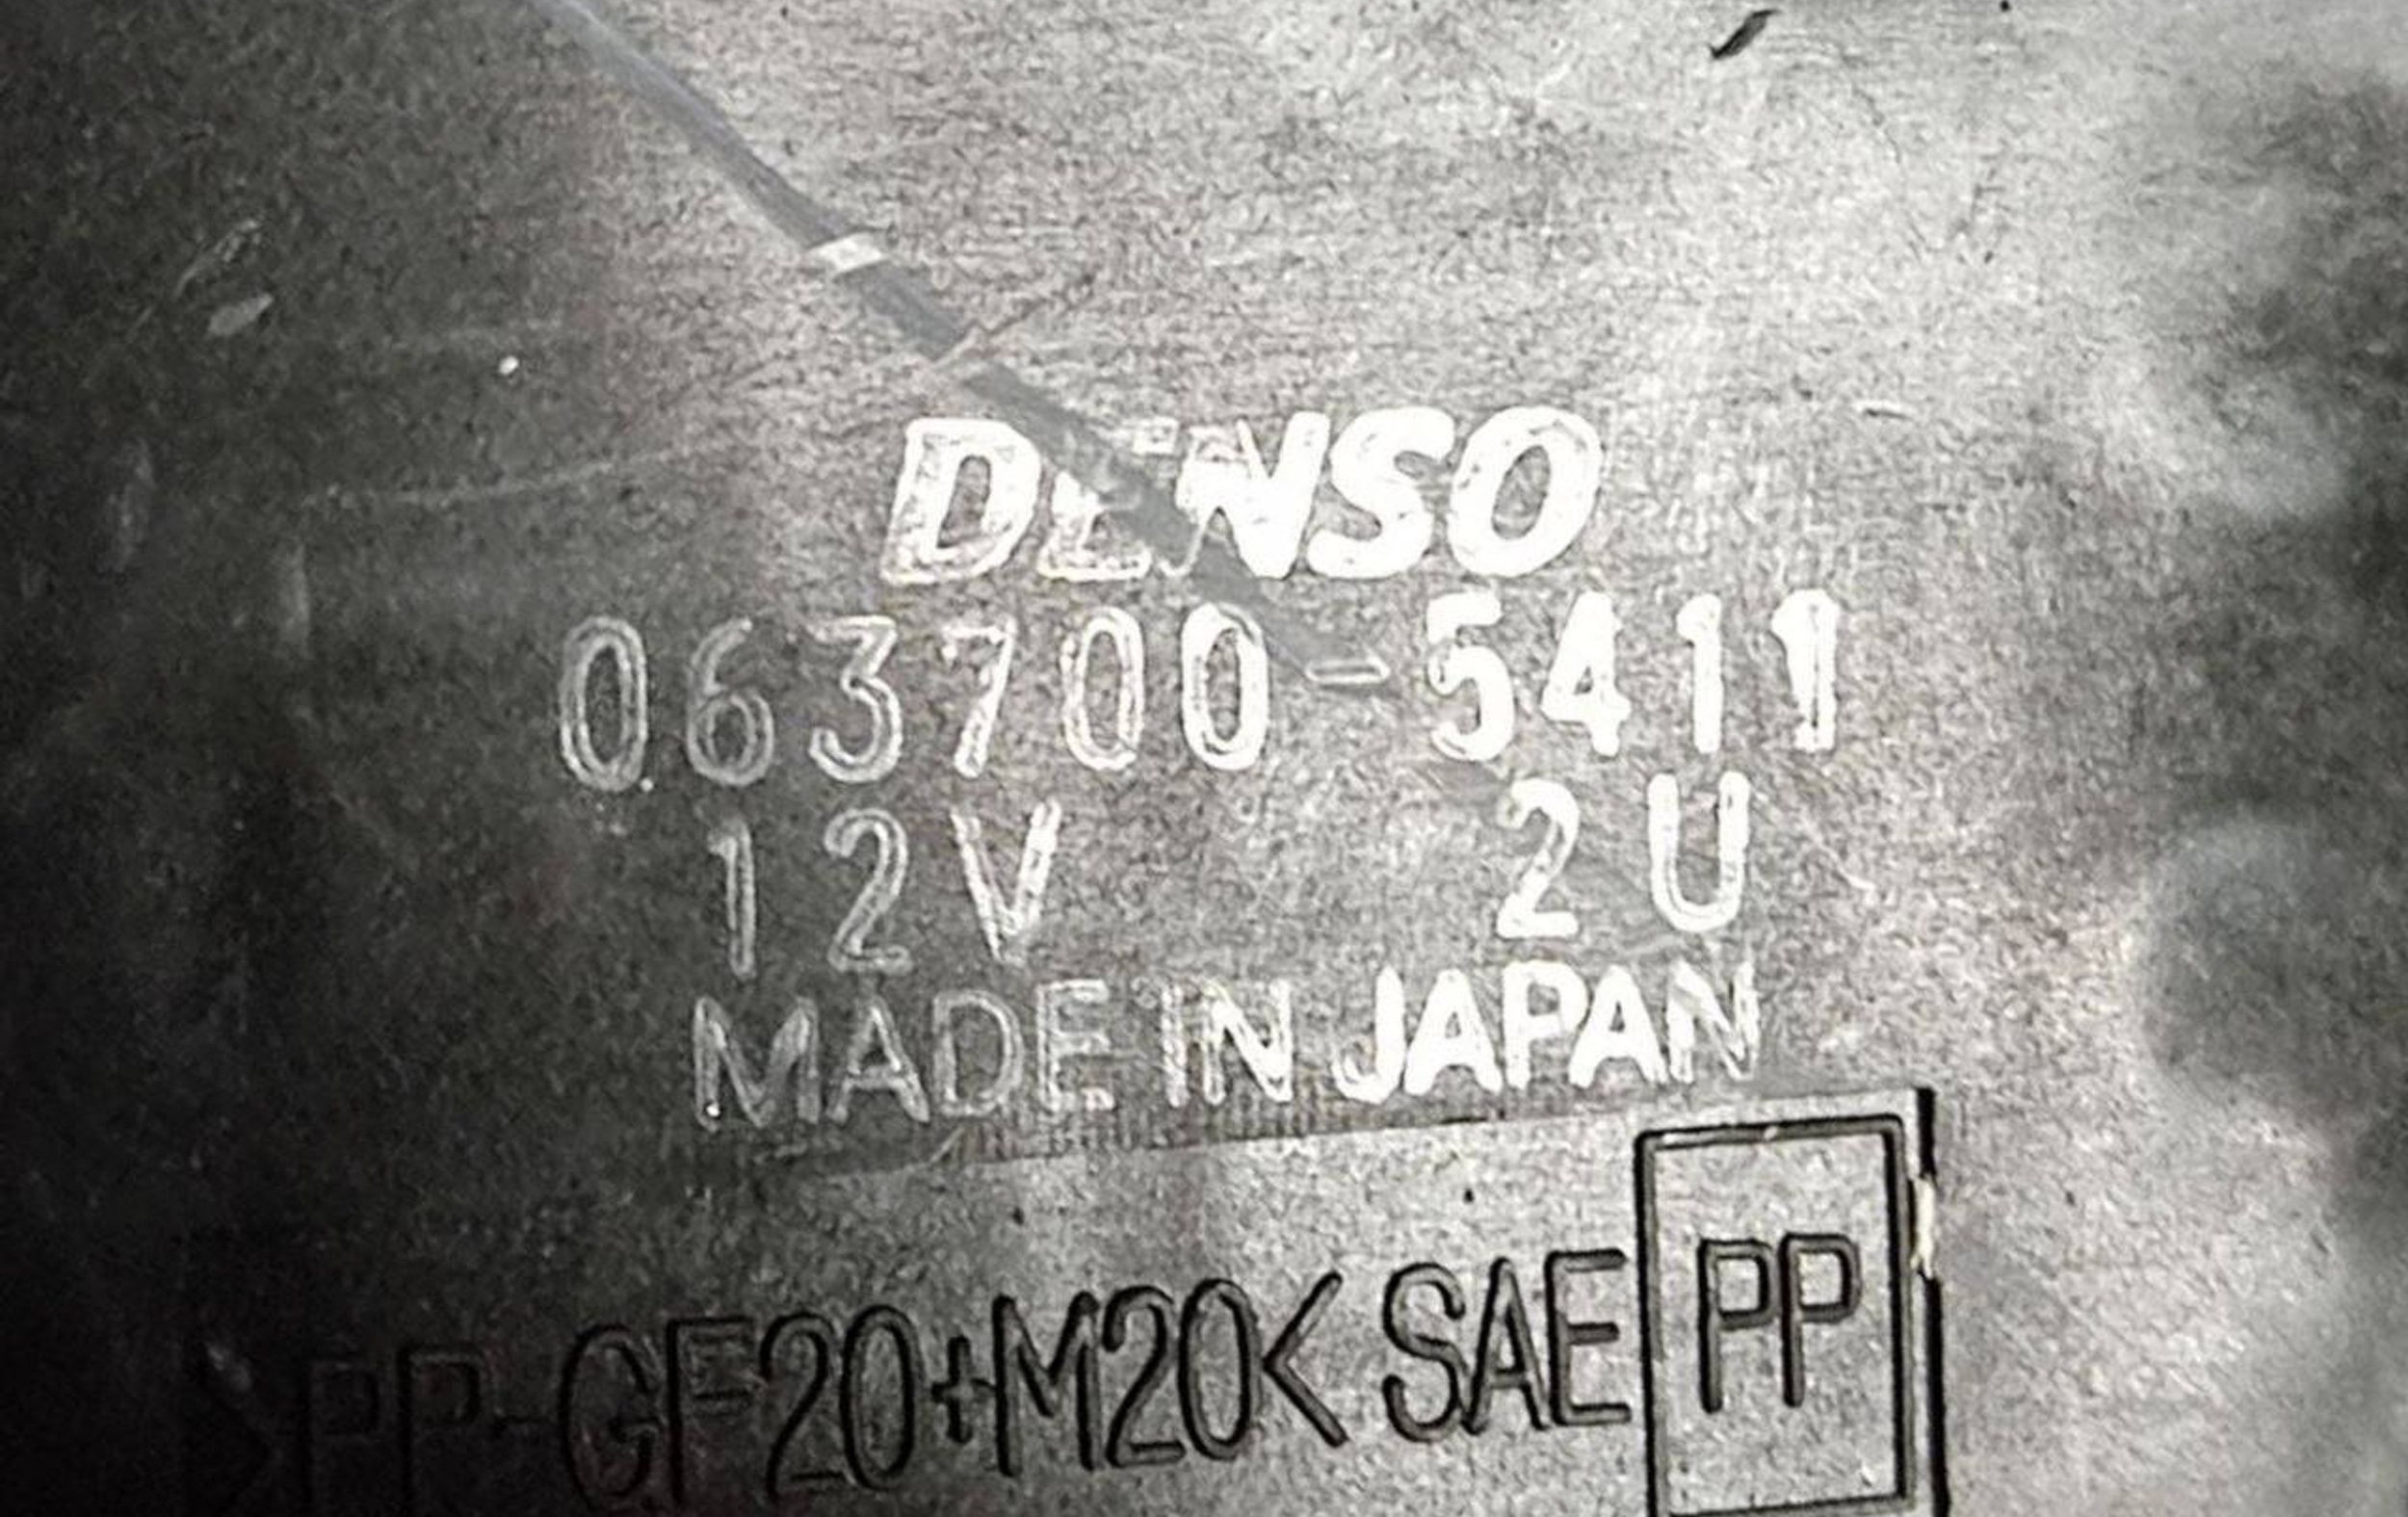 DENSO
063700-5411
12V 2U
MADE IN JAPAN
>PP-GF20+M20< SAE PP